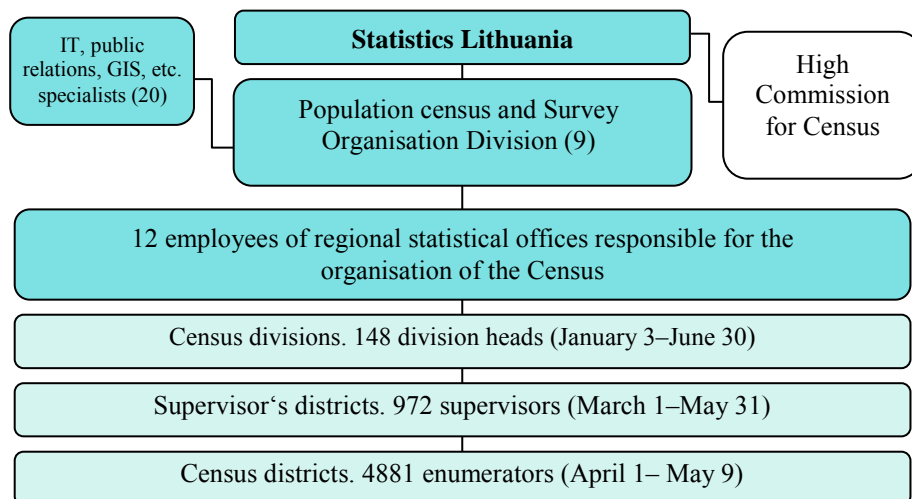 Statistics Lithuania
IT, public
relations, GIS, etc.
specialists (20)
High
Commission
for Census
Population census and Survey
Organisation Division (9)
12 employees of regional statistical offices responsible for the
organisation of the Census
Census divisions. 148 division heads (January 3–June 30)
Supervisor‘s districts. 972 supervisors (March 1–May 31)
Census districts. 4881 enumerators (April 1– May 9)